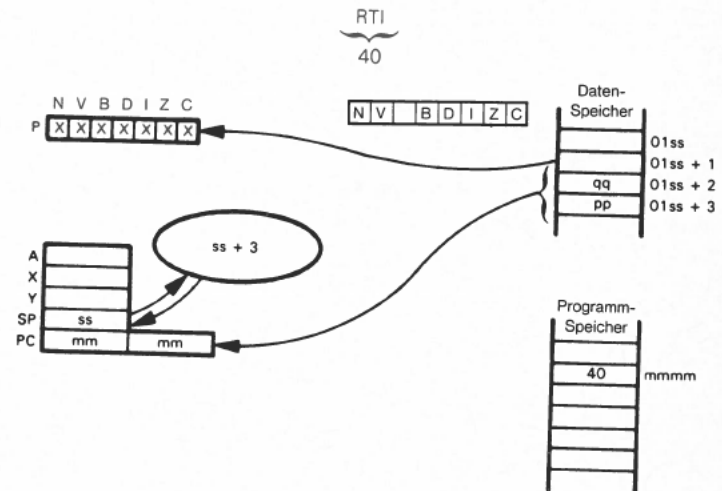 RTI
40
N V B D I Z C
P X X X X X X X
N V B D I Z C
Daten-
Speicher
01ss
01ss + 1
qq 01ss + 2
pp 01ss + 3
ss + 3
A
X
Y
SP ss
PC mm mm
Programm-
Speicher
40 mmmm